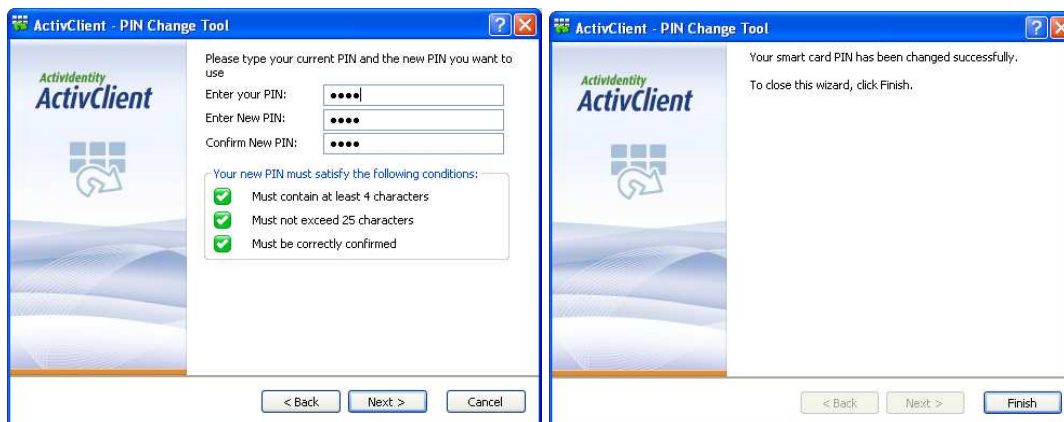 ActivClient - PIN Change Tool
ActivIdentity
ActivClient
Please type your current PIN and the new PIN you want to
use
Enter your PIN: ●●●●
Enter New PIN: ●●●●
Confirm New PIN: ●●●●
Your new PIN must satisfy the following conditions:
Must contain at least 4 characters
Must not exceed 25 characters
Must be correctly confirmed
< Back Next > Cancel
ActivClient - PIN Change Tool
ActivIdentity
ActivClient
Your smart card PIN has been changed successfully.
To close this wizard, click Finish.
< Back Next > Finish